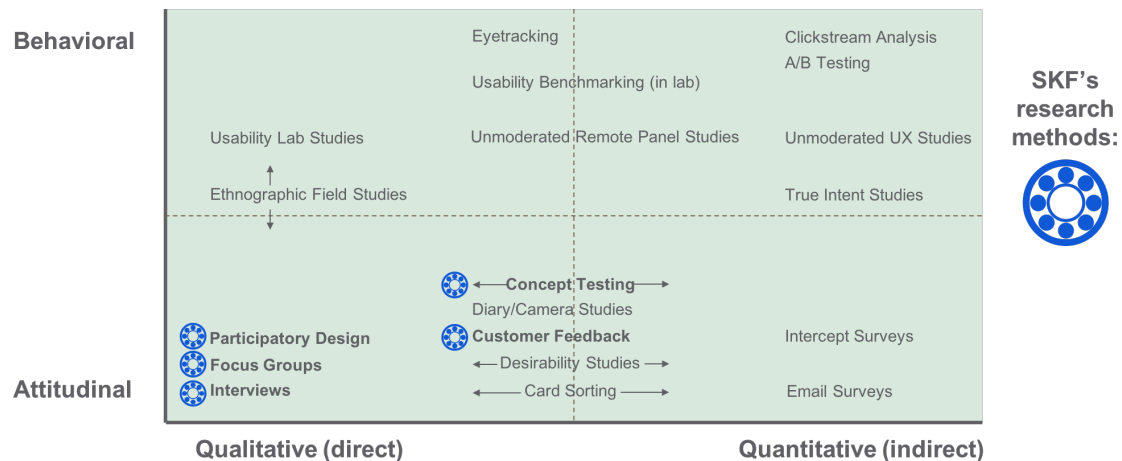 Behavioral
Eyetracking
Clickstream Analysis
A/B Testing
Usability Benchmarking (in lab)
SKF's
research
methods:
Usability Lab Studies
Unmoderated Remote Panel Studies
Unmoderated UX Studies
Ethnographic Field Studies
True Intent Studies
Concept Testing
Diary/Camera Studies
Participatory Design
Customer Feedback
Intercept Surveys
Focus Groups
Desirability Studies
Attitudinal
Interviews
Card Sorting
Email Surveys
Qualitative (direct)
Quantitative (indirect)